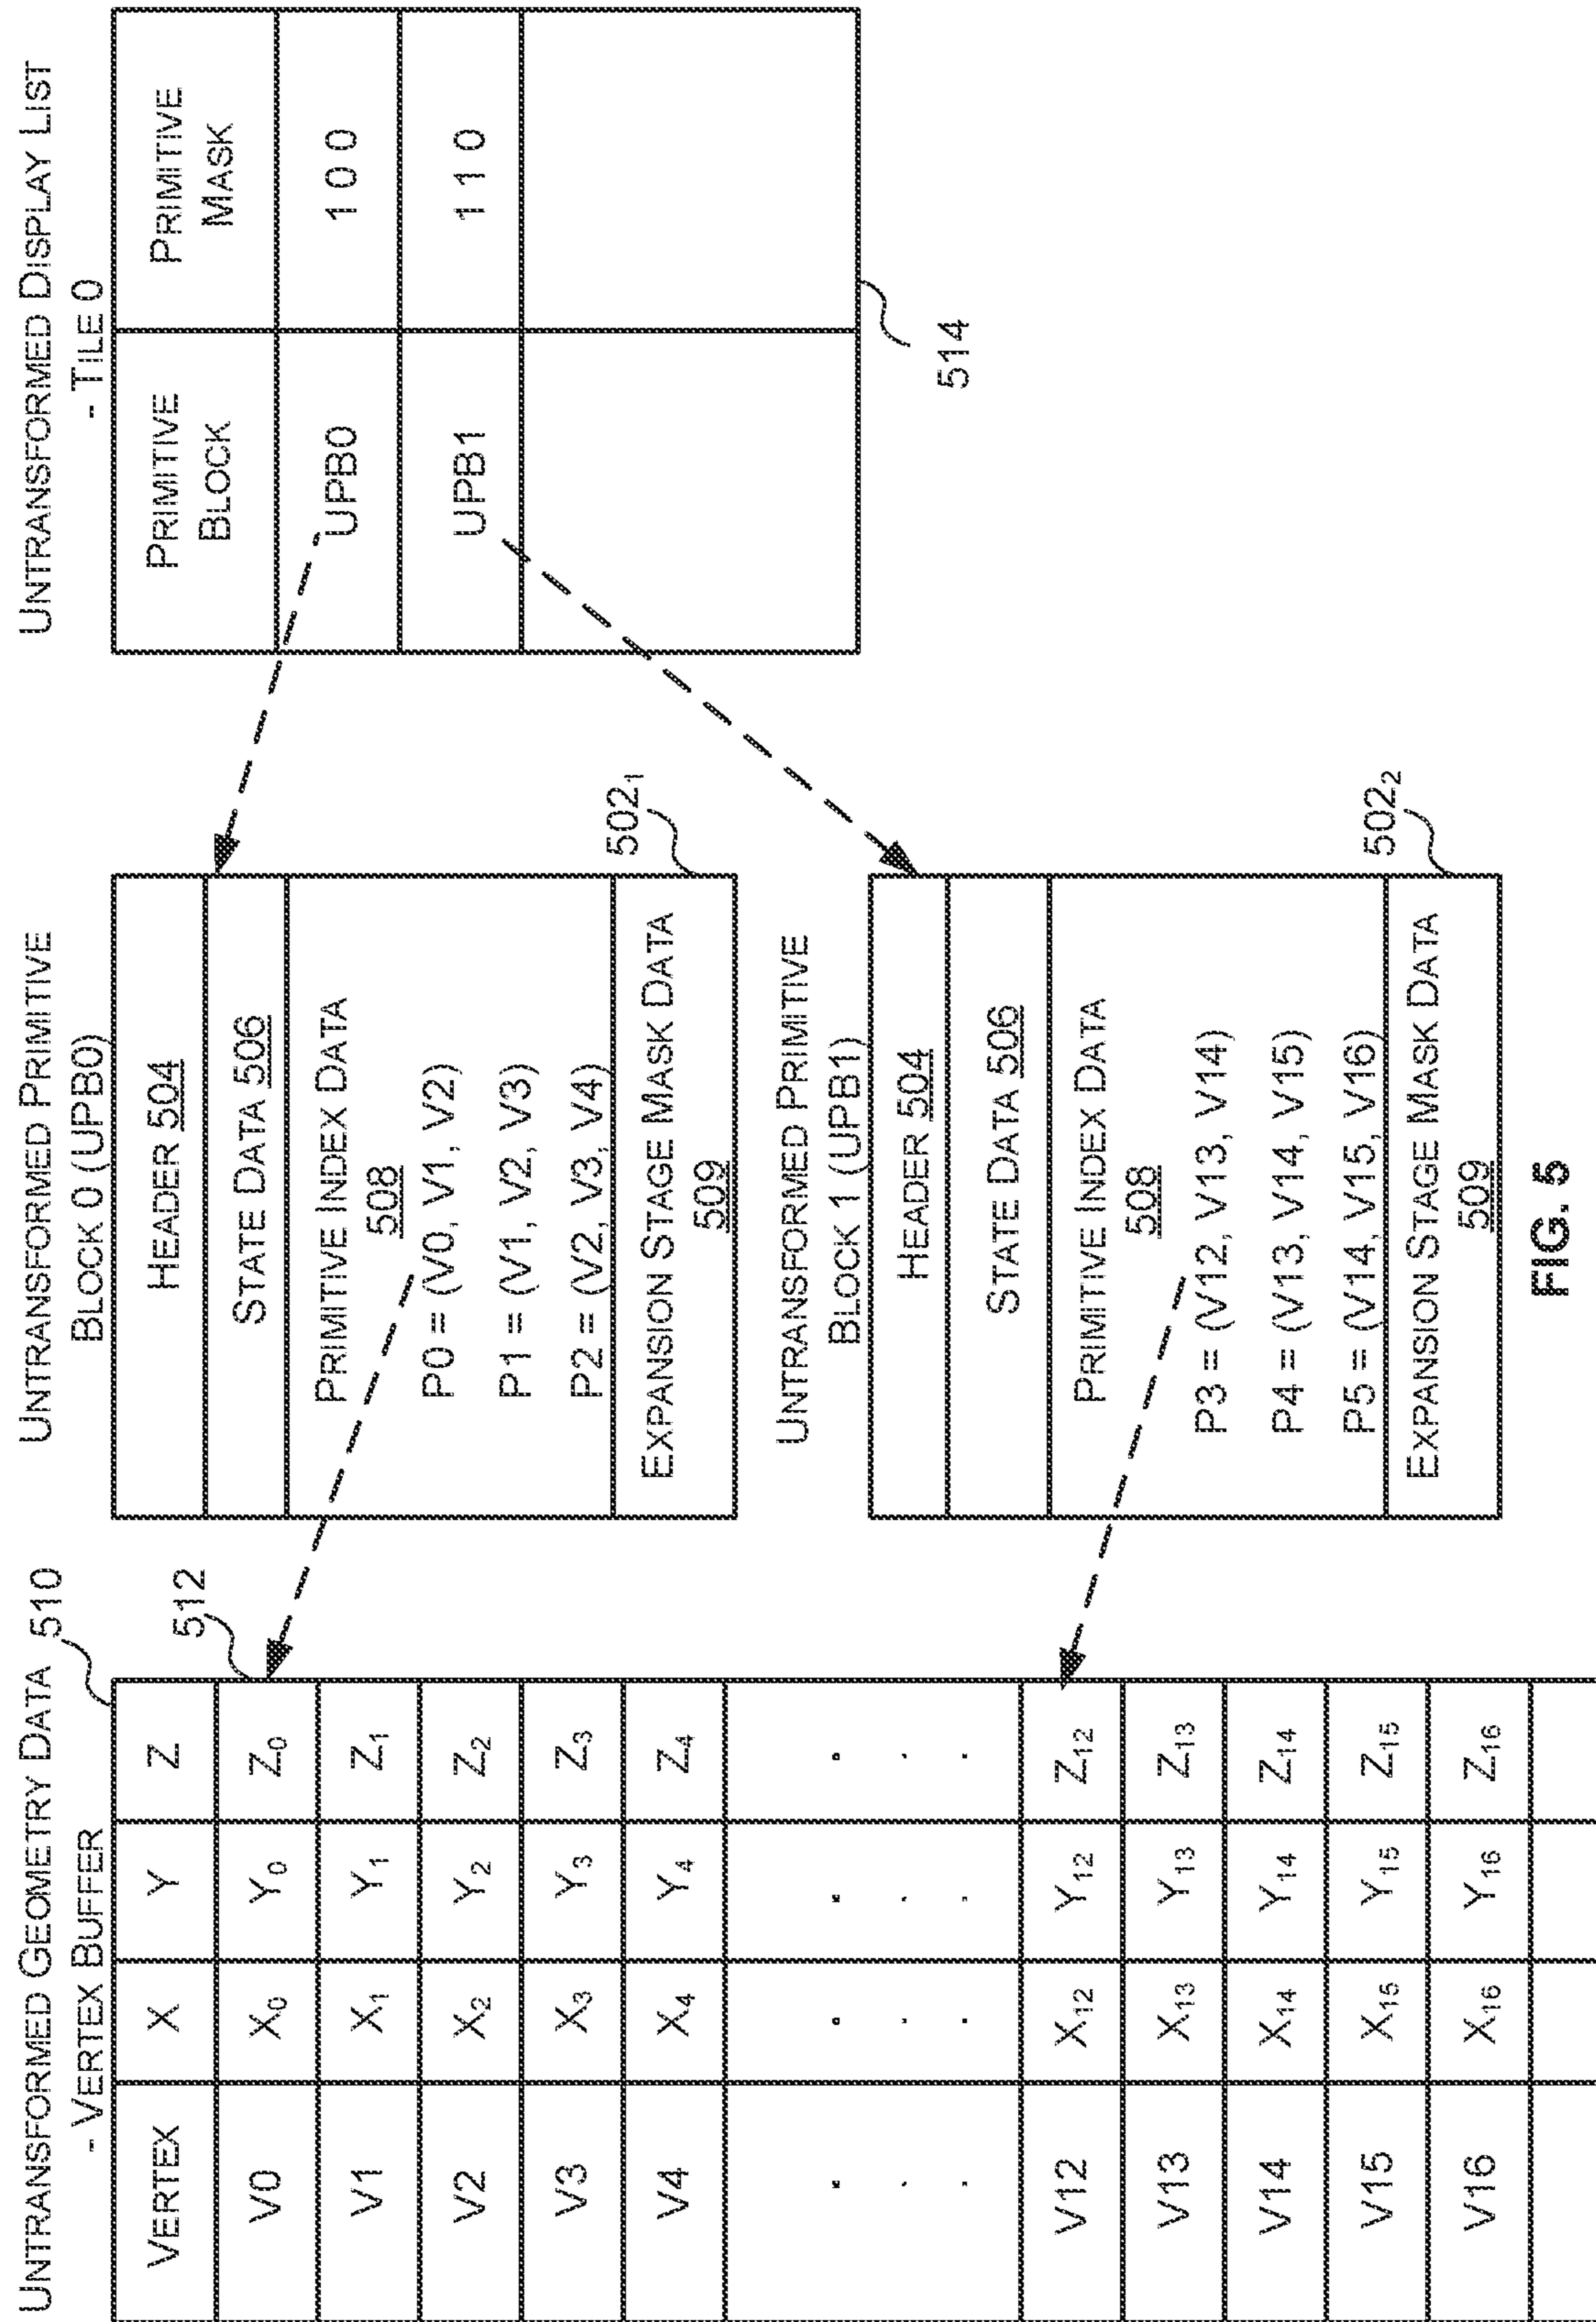 UNTRANSFORMED GEOMETRY DATA 510
- VERTEX BUFFER
VERTEX X Y Z
512
V0 X0 Y0 Z0
V1 X1 Y1 Z1
V2 X2 Y2 Z2
V3 X3 Y3 Z3
V4 X4 Y4 Z4
. . . .
. . . .
. . . .
V12 X12 Y12 Z12
V13 X13 Y13 Z13
V14 X14 Y14 Z14
V15 X15 Y15 Z15
V16 X16 Y16 Z16
UNTRANSFORMED PRIMITIVE
BLOCK 0 (UPB0)
HEADER 504
STATE DATA 506
PRIMITIVE INDEX DATA
508
P0 = (V0, V1, V2)
P1 = (V1, V2, V3)
P2 = (V2, V3, V4)
EXPANSION STAGE MASK DATA
509
5021
UNTRANSFORMED PRIMITIVE
BLOCK 1 (UPB1)
HEADER 504
STATE DATA 506
PRIMITIVE INDEX DATA
508
P3 = (V12, V13, V14)
P4 = (V13, V14, V15)
P5 = (V14, V15, V16)
EXPANSION STAGE MASK DATA
509
5022
UNTRANSFORMED DISPLAY LIST
- TILE 0
PRIMITIVE
BLOCK
PRIMITIVE
MASK
UPB0 1 0 0
UPB1 1 1 0
514
FIG. 5